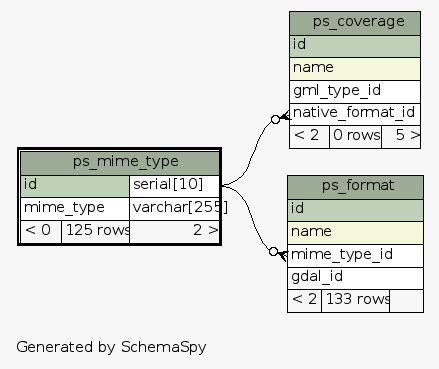 ps_coverage
id
name
gml_type_id
native_format_id
< 2 0 rows 5 >
ps_mime_type
id serial[10]
mime_type varchar[255]
< 0 125 rows 2 >
ps_format
id
name
mime_type_id
gdal_id
< 2 133 rows
Generated by SchemaSpy